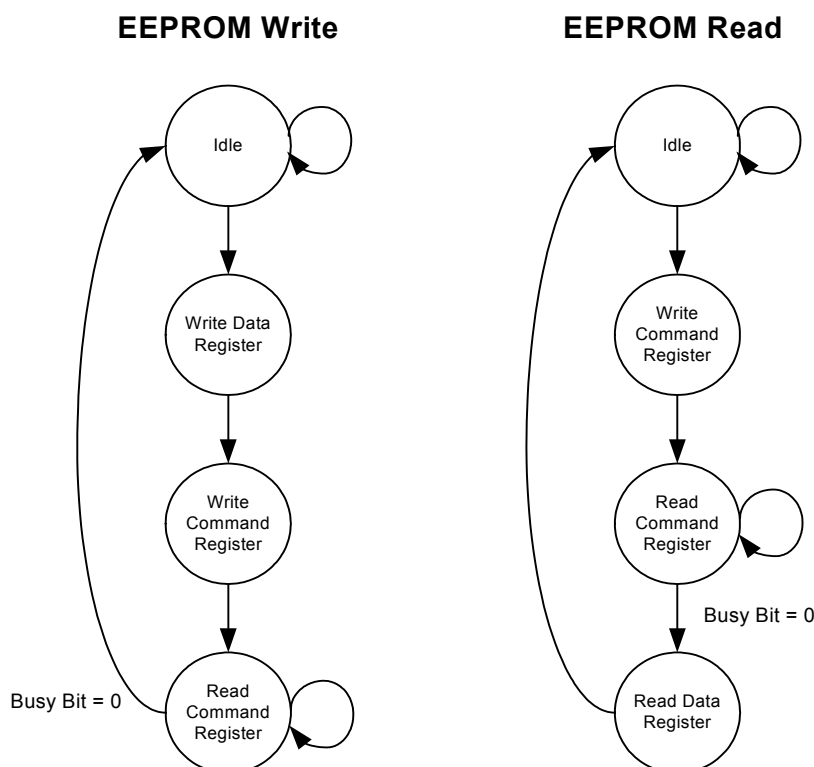 EEPROM Write
Idle
Write Data
Register
Write
Command
Register
Read
Command
Register
Busy Bit = 0
EEPROM Read
Idle
Write
Command
Register
Read
Command
Register
Busy Bit = 0
Read Data
Register